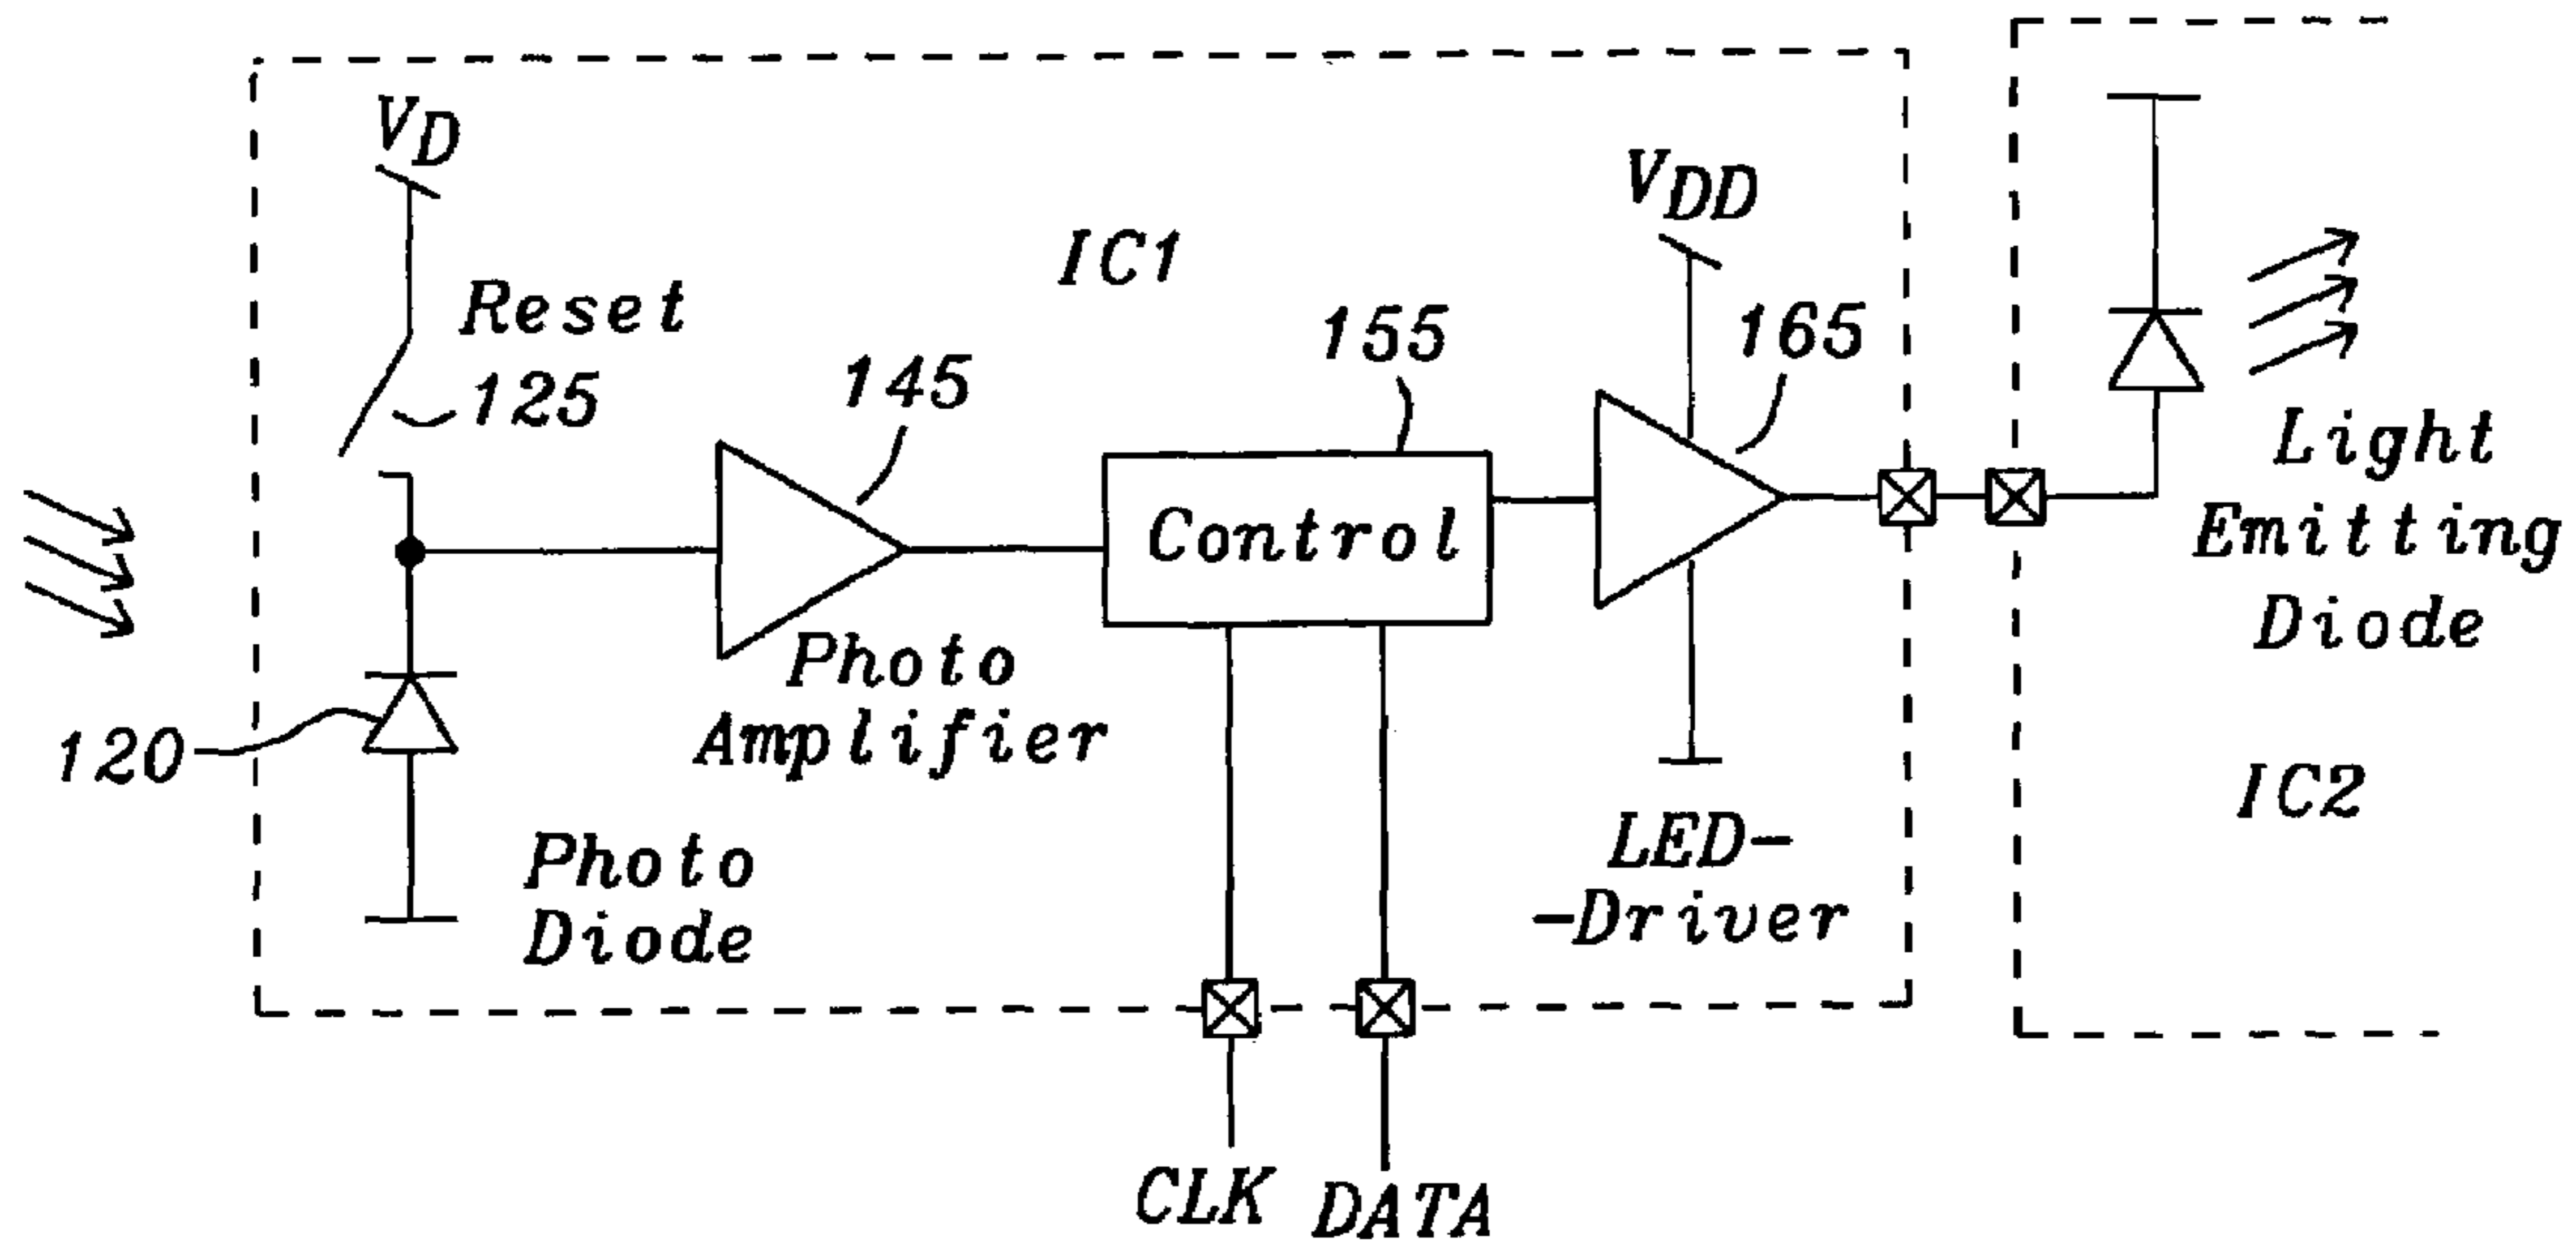 VD
Reset
125
120
Photo
Diode
145
Photo
Amplifier
IC1
155
Control
VDD
165
LED-
-Driver
CLK
DATA
Light
Emitting
Diode
IC2